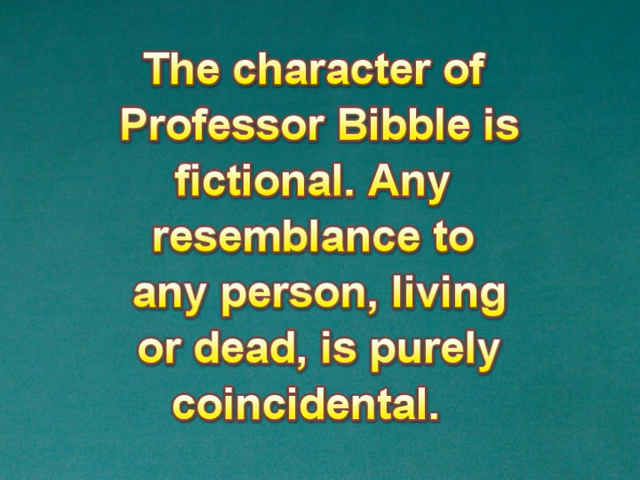 The character of
Professor Bibble is
fictional. Any
resemblance to
any person, living
or dead, is purely
coincidental.